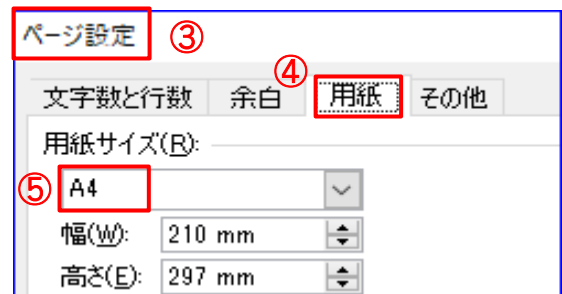 ページ設定 ③
④
文字数と行数 余白 用紙 その他
用紙サイズ(R):
⑤ A4
幅(W): 210 mm
高さ(E): 297 mm